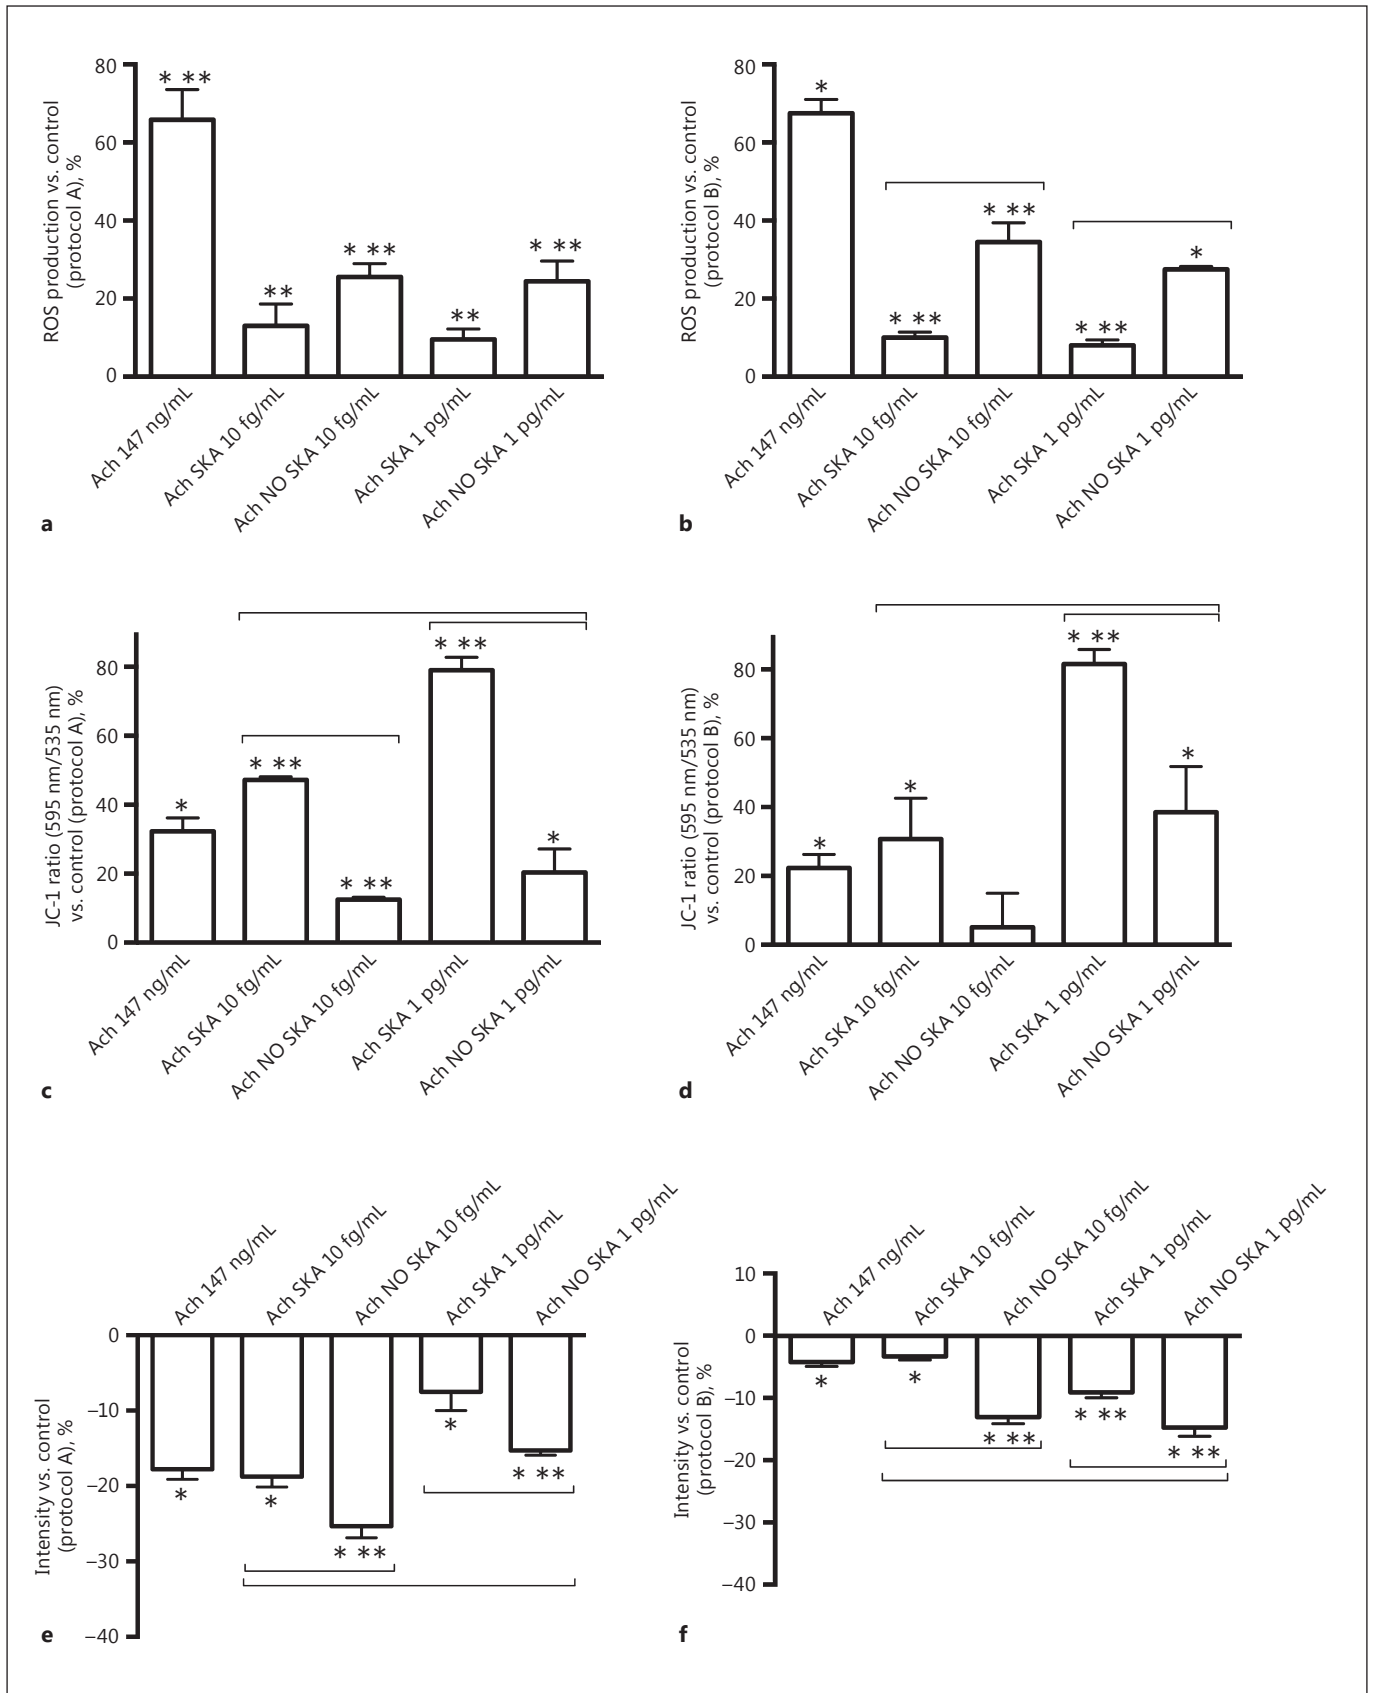 ROS production vs. control
(protocol A), %
80
60
40
20
0
* **
**
* **
**
* **
Ach 147 ng/mL
Ach SKA 10 fg/mL
Ach NO SKA 10 fg/mL
Ach SKA 1 pg/mL
Ach NO SKA 1 pg/mL
a
ROS production vs. control
(protocol B), %
80
60
40
20
0
*
* **
* **
* **
*
Ach 147 ng/mL
Ach SKA 10 fg/mL
Ach NO SKA 10 fg/mL
Ach SKA 1 pg/mL
Ach NO SKA 1 pg/mL
b
JC-1 ratio (595 nm/535 nm)
vs. control (protocol A), %
80
60
40
20
0
*
* **
* **
* **
*
Ach 147 ng/mL
Ach SKA 10 fg/mL
Ach NO SKA 10 fg/mL
Ach SKA 1 pg/mL
Ach NO SKA 1 pg/mL
c
JC-1 ratio (595 nm/535 nm)
vs. control (protocol B), %
80
60
40
20
0
*
*
* **
*
Ach 147 ng/mL
Ach SKA 10 fg/mL
Ach NO SKA 10 fg/mL
Ach SKA 1 pg/mL
Ach NO SKA 1 pg/mL
d
Intensity vs. control
(protocol A), %
0
−10
−20
−30
−40
Ach 147 ng/mL
Ach SKA 10 fg/mL
Ach NO SKA 10 fg/mL
Ach SKA 1 pg/mL
Ach NO SKA 1 pg/mL
*
*
* **
*
* **
e
Intensity vs. control
(protocol B), %
10
0
−10
−20
−30
−40
Ach 147 ng/mL
Ach SKA 10 fg/mL
Ach NO SKA 10 fg/mL
Ach SKA 1 pg/mL
Ach NO SKA 1 pg/mL
*
*
* **
* **
* **
f